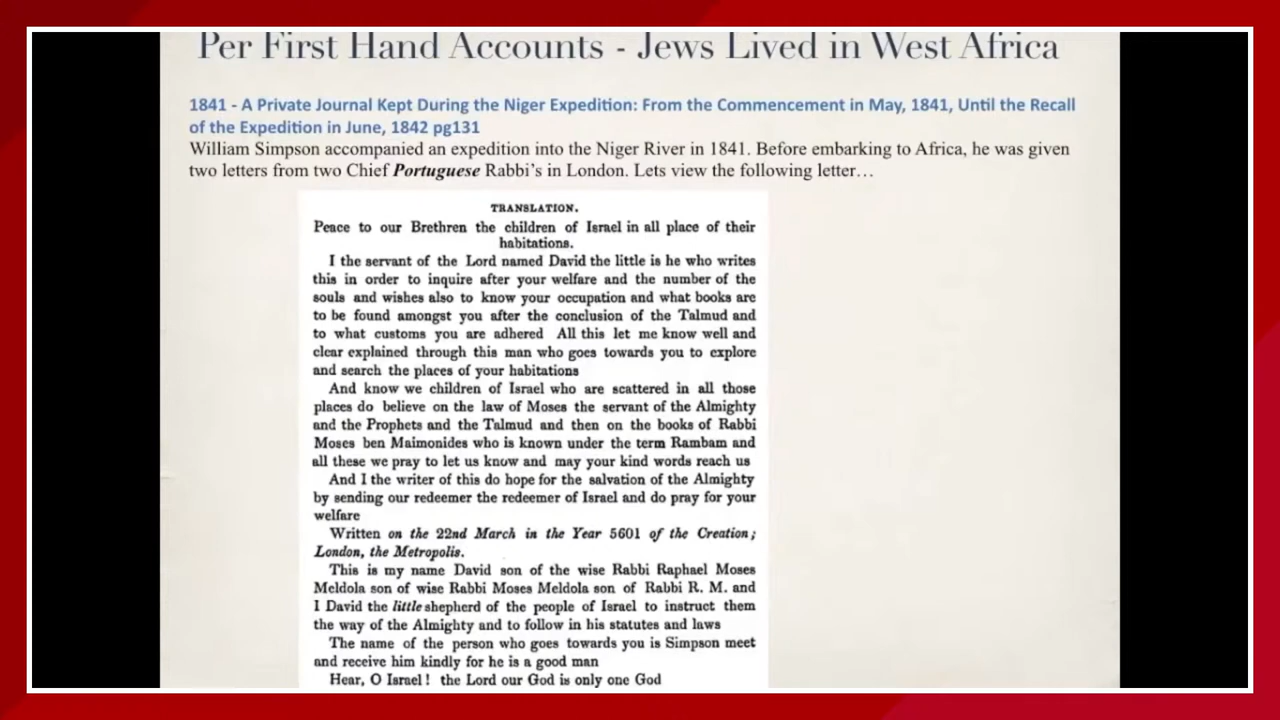 Per First Hand Accounts - Jews Lived in West Africa
1841 - A Private Journal Kept During the Niger Expedition: From the Commencement in May, 1841, Until the Recall
of the Expedition in June, 1842 pg131
William Simpson accompanied an expedition into the Niger River in 1841. Before embarking to Africa, he was given
two letters from two Chief Portuguese Rabbi's in London. Lets view the following letter…
TRANSLATION.
Peace to our Brethren the children of Israel in all place of their
habitations.
I the servant of the Lord named David the little is he who writes
this in order to inquire after your welfare and the number of the
souls and wishes also to know your occupation and what books are
to be found amongst you after the conclusion of the Talmud and
to what customs you are adhered All this let me know well and
clear explained through this man who goes towards you to explore
and search the places of your habitations
And know we children of Israel who are scattered in all those
places do believe on the law of Moses the servant of the Almighty
and the Prophets and the Talmud and then on the books of Rabbi
Moses ben Maimonides who is known under the term Rambam and
all these we pray to let us know and may your kind words reach us
And I the writer of this do hope for the salvation of the Almighty
by sending our redeemer the redeemer of Israel and do pray for your
welfare
Written on the 22nd March in the Year 5601 of the Creation;
London, the Metropolis.
This is my name David son of the wise Rabbi Raphael Moses
Meldola son of wise Rabbi Moses Meldola son of Rabbi R. M. and
I David the little shepherd of the people of Israel to instruct them
the way of the Almighty and to follow in his statutes and laws
The name of the person who goes towards you is Simpson meet
and receive him kindly for he is a good man
Hear, O Israel! the Lord our God is only one God